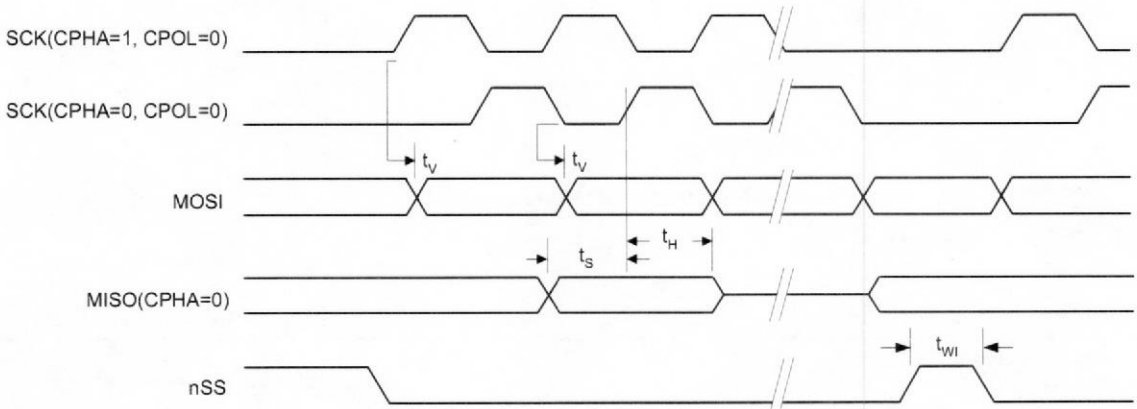 SCK(CPHA=1, CPOL=0)
SCK(CPHA=0, CPOL=0)
tV tV
MOSI
tH
tS
MISO(CPHA=0)
tWI
nSS